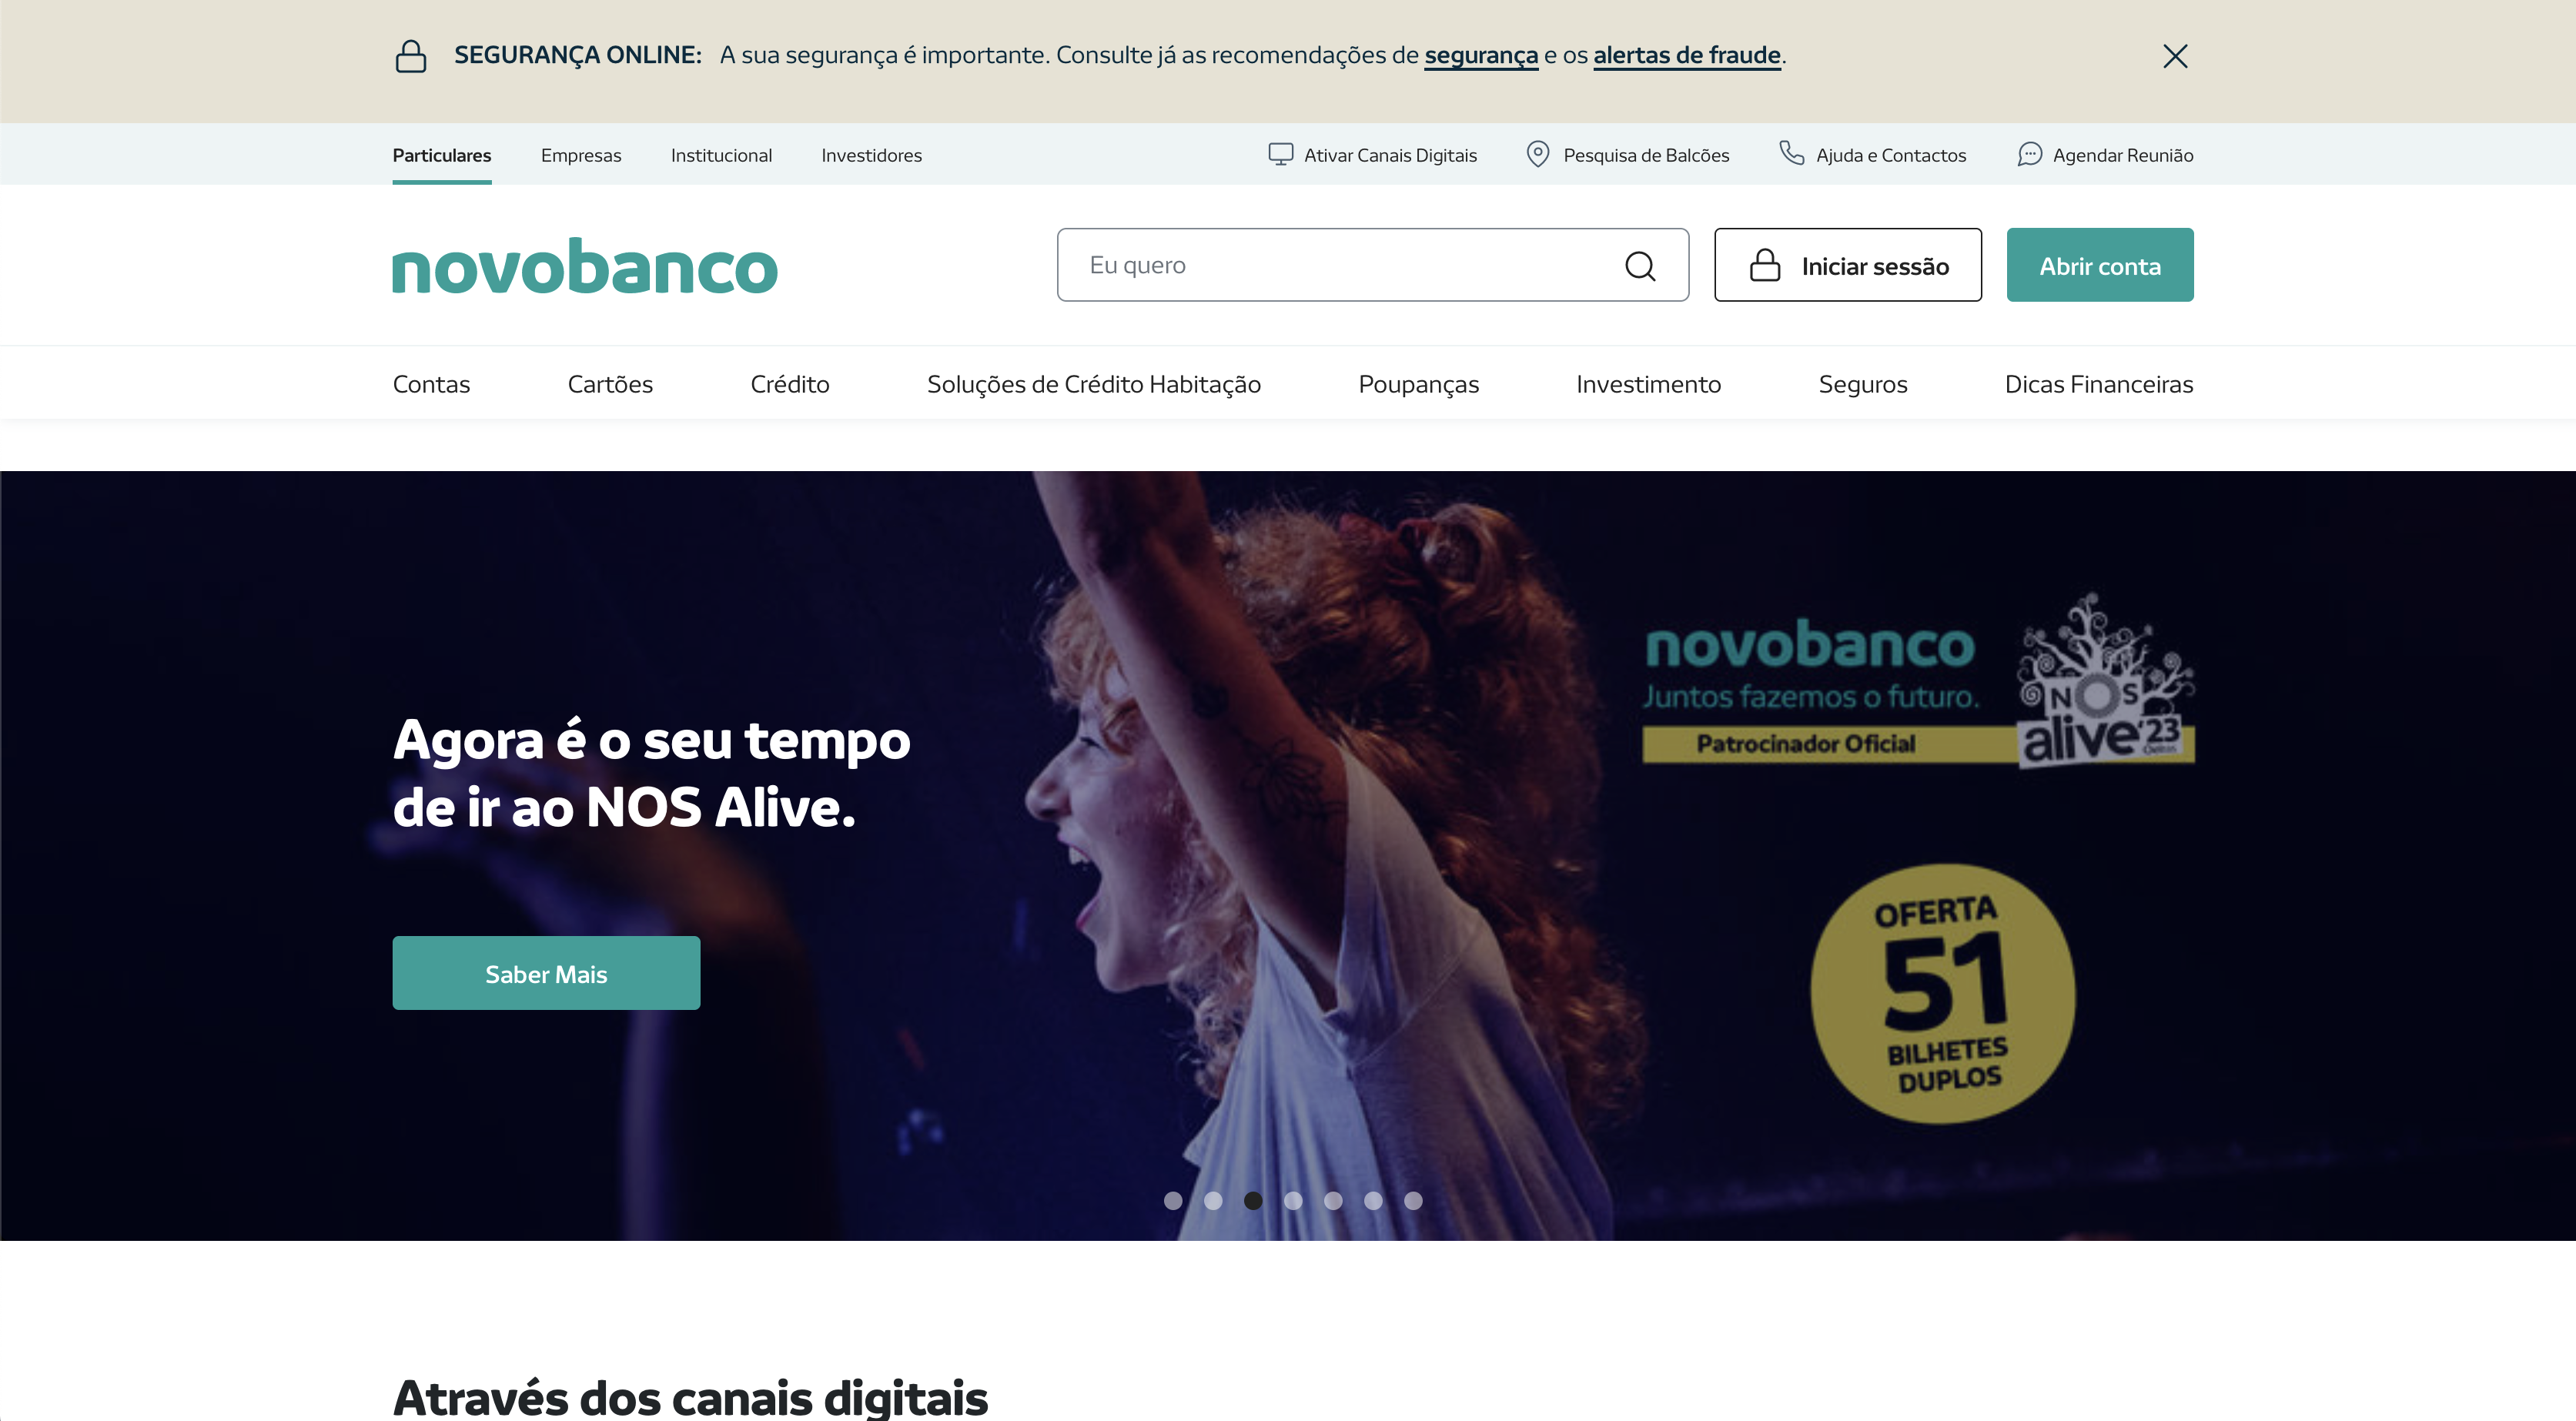 SEGURANÇA ONLINE: A sua segurança é importante. Consulte já as recomendações de segurança e os alertas de fraude.
Particulares Empresas Institucional Investidores Ativar Canais Digitais Pesquisa de Balcões Ajuda e Contactos Agendar Reunião
novobanco
Eu quero
Iniciar sessão
Abrir conta
Contas Cartões Crédito Soluções de Crédito Habitação Poupanças Investimento Seguros Dicas Financeiras
Agora é o seu tempo
de ir ao NOS Alive.
Saber Mais
novobanco
Juntos fazemos o futuro.
Patrocinador Oficial
NOS
alive'23
Oeiras
OFERTA
51
BILHETES
DUPLOS
Através dos canais digitais